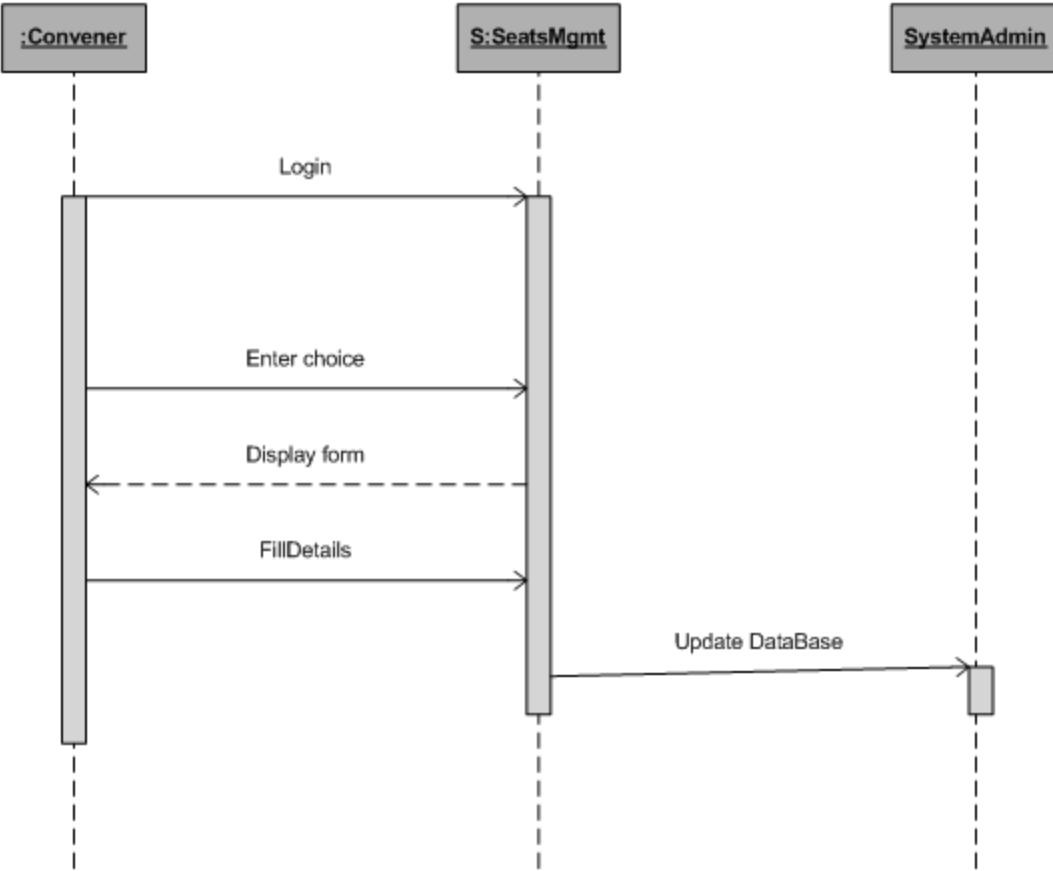 :Convener
S:SeatsMgmt
SystemAdmin
Login
Enter choice
Display form
FillDetails
Update DataBase